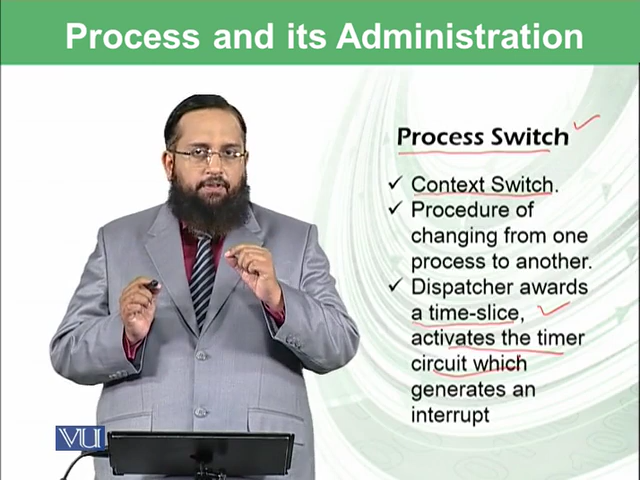 Process and its Administration
Process Switch
✓ Context Switch.
✓ Procedure of
changing from one
process to another.
✓ Dispatcher awards
a time-slice,
activates the timer
circuit which
generates an
interrupt
VU